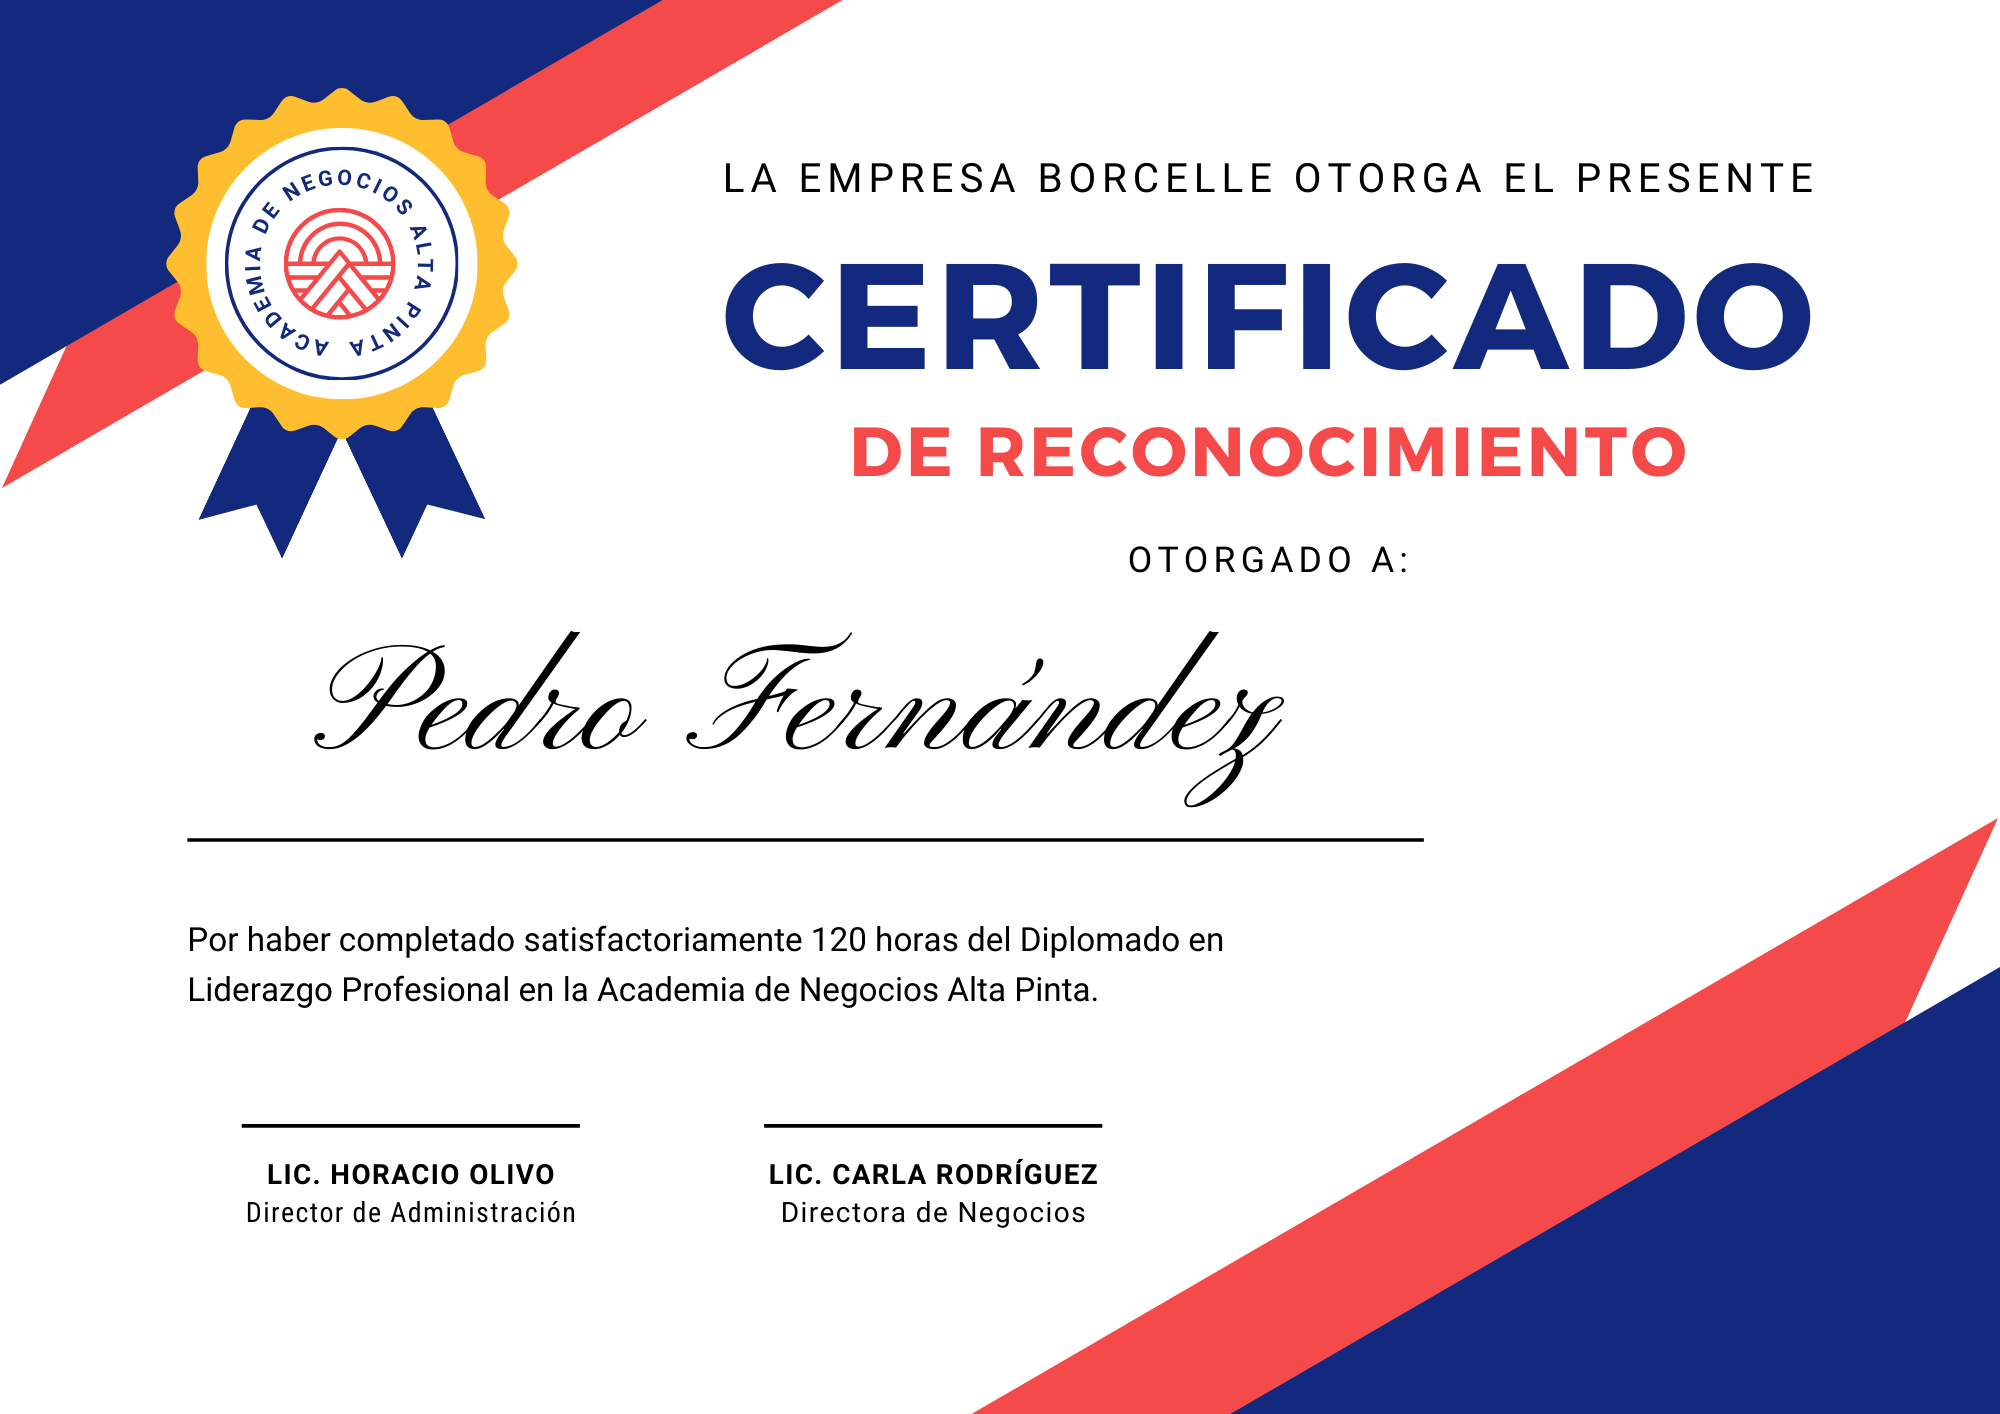 ACADEMIA DE NEGOCIOS ALTA PINTA
LA EMPRESA BORCELLE OTORGA EL PRESENTE
CERTIFICADO
DE RECONOCIMIENTO
OTORGADO A:
Pedro Fernández
Por haber completado satisfactoriamente 120 horas del Diplomado en
Liderazgo Profesional en la Academia de Negocios Alta Pinta.
LIC. HORACIO OLIVO
Director de Administración
LIC. CARLA RODRÍGUEZ
Directora de Negocios